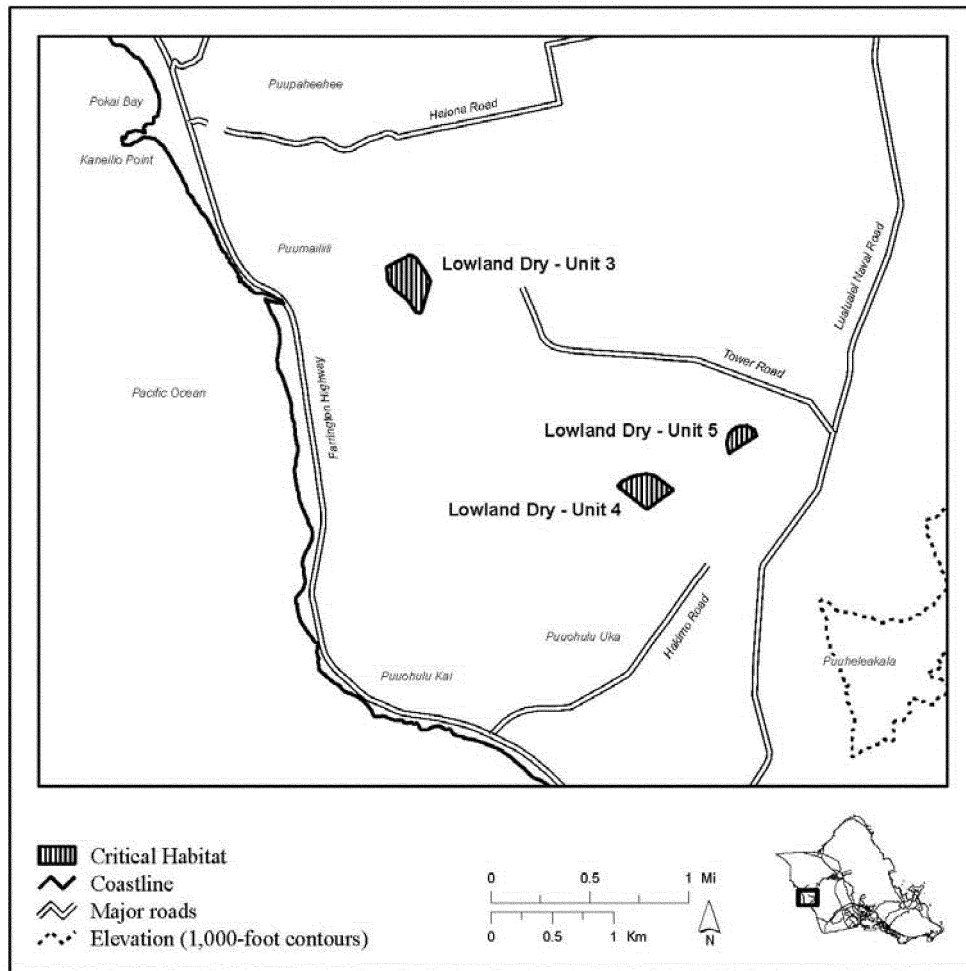 Puupaheehee
Pokai Bay
Haiona Road
Kaneilio Point
Lualualei Naval Road
Puumailiili
Lowland Dry - Unit 3
Tower Road
Farrington Highway
Pacific Ocean
Lowland Dry - Unit 5
Lowland Dry - Unit 4
Hakimo Road
Puuohulu Uka
Puuheleakala
Puuohulu Kai
Critical Habitat
Coastline
Major roads
Elevation (1,000-foot contours)
0 0.5 1 Mi
0 0.5 1 Km
N